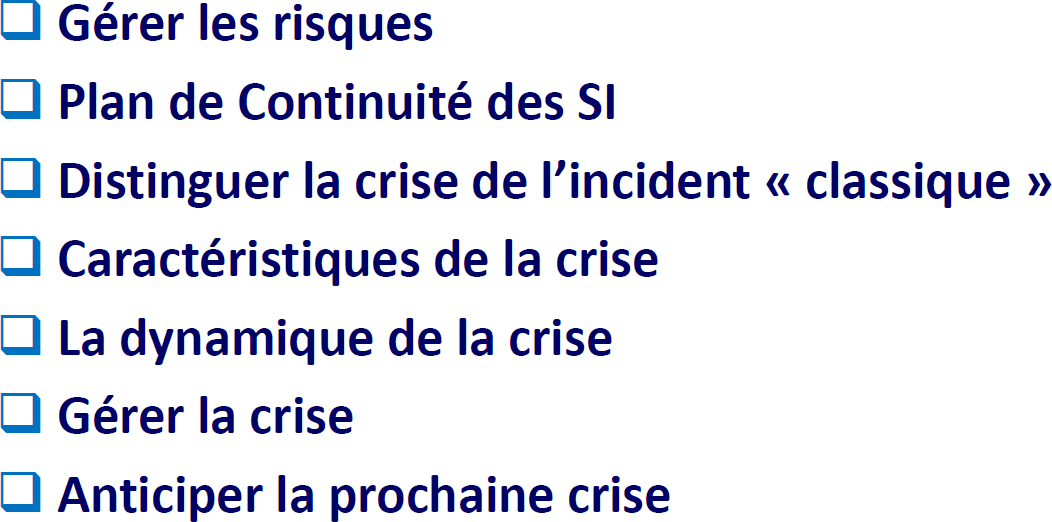 Gérer les risques
Plan de Continuité des SI
Distinguer la crise de l’incident « classique »
Caractéristiques de la crise
La dynamique de la crise
Gérer la crise
Anticiper la prochaine crise